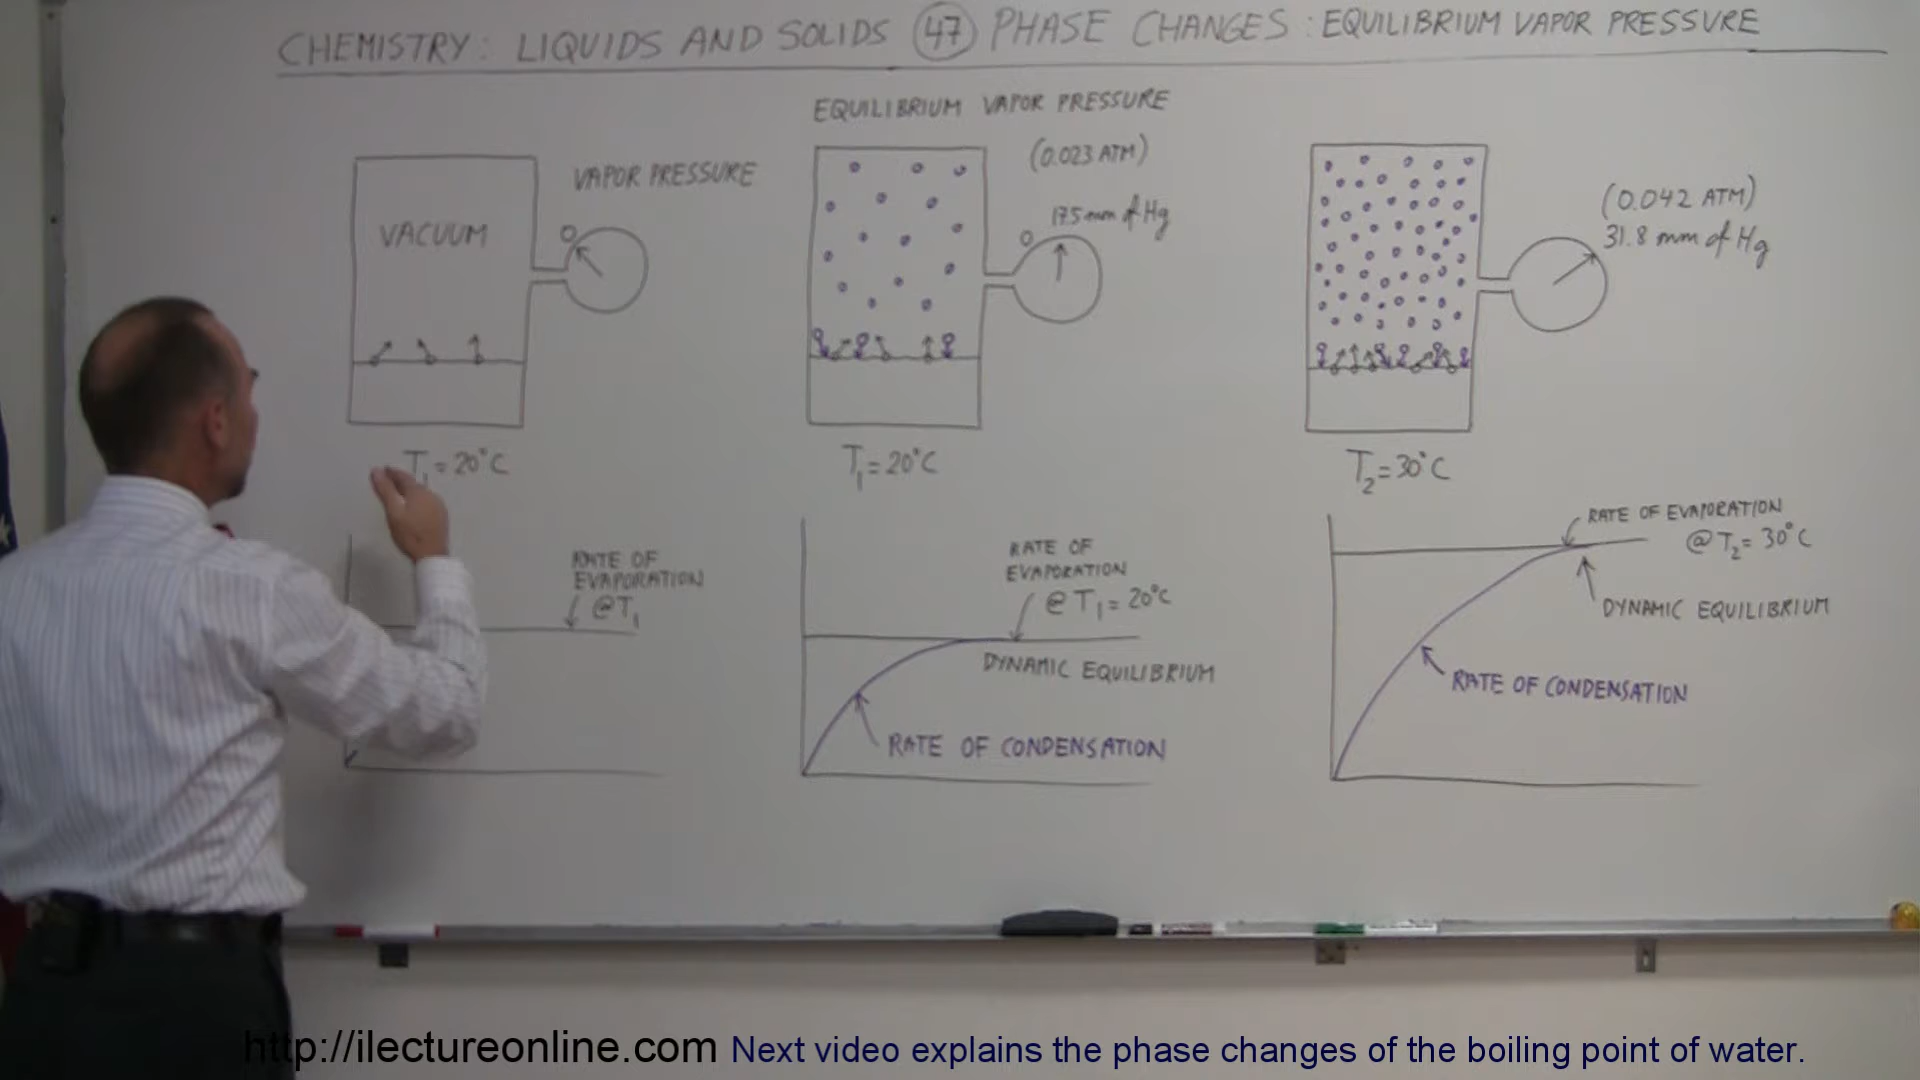 CHEMISTRY: LIQUIDS AND SOLIDS 47 PHASE CHANGES: EQUILIBRIUM VAPOR PRESSURE
EQUILIBRIUM VAPOR PRESSURE
VAPOR PRESSURE
VACUUM
0
(0.023 ATM)
17.5 mm of Hg
0
(0.042 ATM)
31.8 mm of Hg
T1 = 20°C
T1 = 20°C
T2 = 30°C
RATE OF
EVAPORATION
@ T1
RATE OF
EVAPORATION
@ T1 = 20°C
DYNAMIC EQUILIBRIUM
RATE OF CONDENSATION
RATE OF EVAPORATION
@ T2 = 30°C
DYNAMIC EQUILIBRIUM
RATE OF CONDENSATION
http://ilectureonline.com Next video explains the phase changes of the boiling point of water.